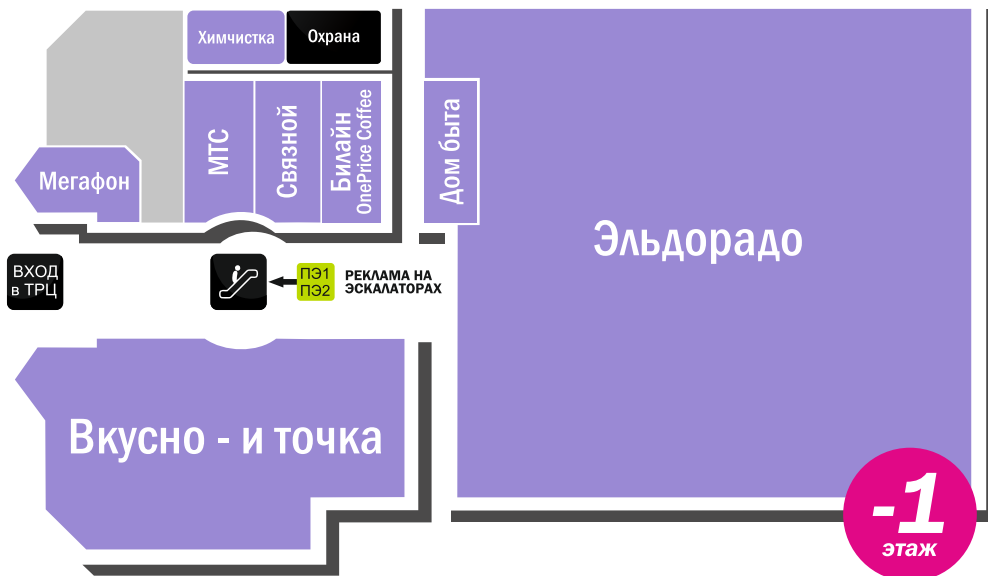 Химчистка
Охрана
МТС
Связной
Билайн
OnePrice Coffee
Дом быта
Мегафон
Эльдорадо
ВХОД
в ТРЦ
ПЭ1
ПЭ2
РЕКЛАМА НА
ЭСКАЛАТОРАХ
Вкусно - и точка
-1
этаж